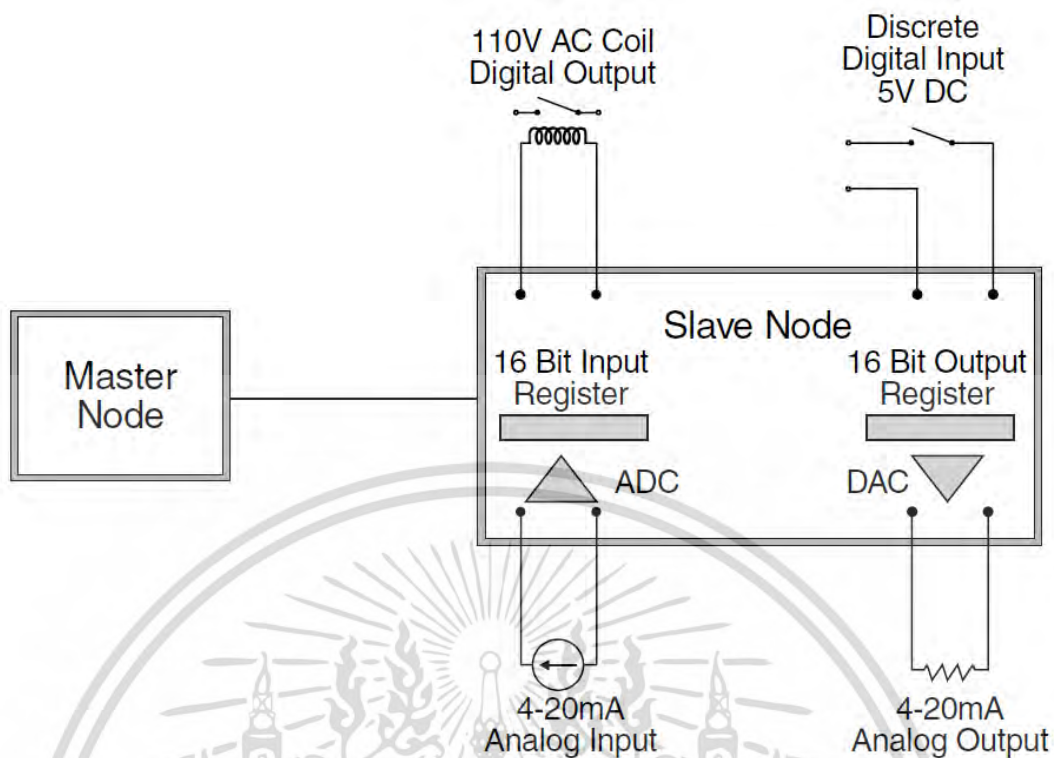 110V AC Coil
Digital Output
Discrete
Digital Input
5V DC
Master
Node
Slave Node
16 Bit Input
Register
16 Bit Output
Register
ADC
DAC
4-20mA
Analog Input
4-20mA
Analog Output